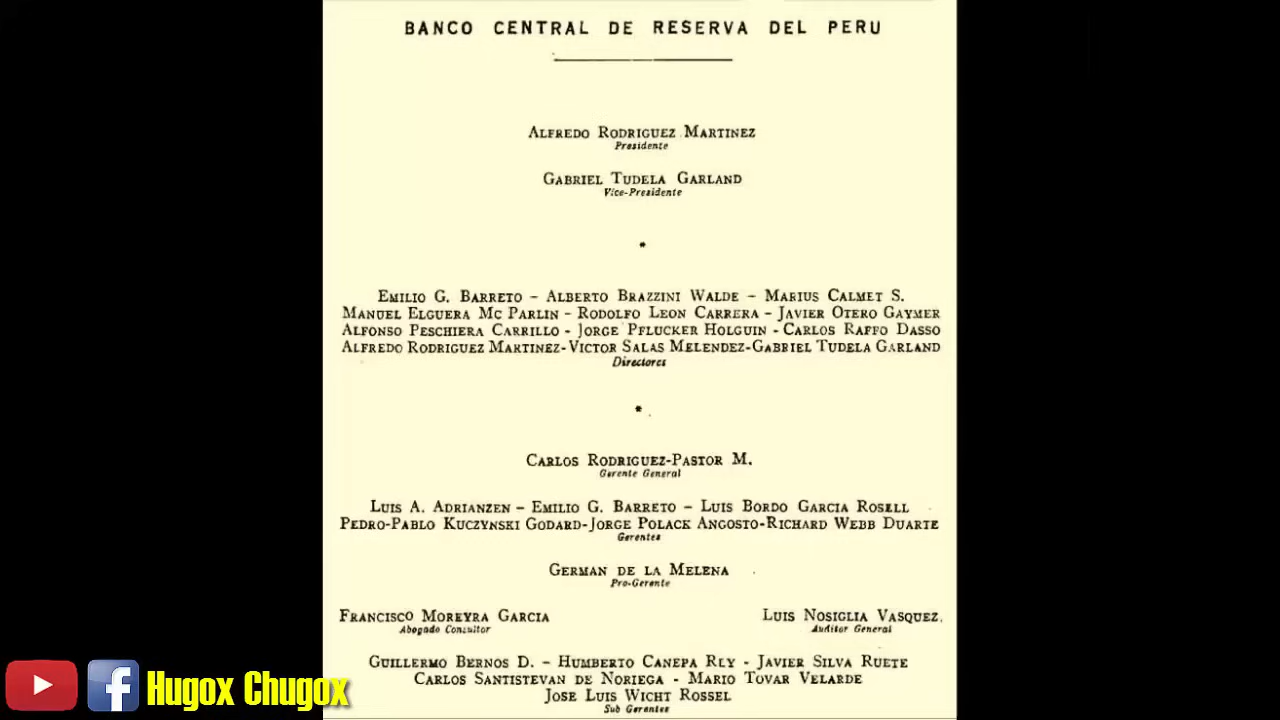 BANCO CENTRAL DE RESERVA DEL PERU
ALFREDO RODRIGUEZ MARTINEZ
Presidente
GABRIEL TUDELA GARLAND
Vice-Presidente
*
EMILIO G. BARRETO – ALBERTO BRAZZINI WALDE – MARIUS CALMET S.
MANUEL ELGUERA MC PARLIN - RODOLFO LEON CARRERA - JAVIER OTERO GAYMER
ALFONSO PESCHIERA CARRILLO - JORGE PFLUCKER HOLGUIN - CARLOS RAFFO DASSO
ALFREDO RODRIGUEZ MARTINEZ-VICTOR SALAS MELENDEZ-GABRIEL TUDELA GARLAND
Directores
*
CARLOS RODRIGUEZ-PASTOR M.
Gerente General
LUIS A. ADRIANZEN – EMILIO G. BARRETO – LUIS BORDO GARCIA ROSELL
PEDRO-PABLO KUCZYNSKI GODARD-JORGE POLACK ANGOSTO-RICHARD WEBB DUARTE
Gerentes
GERMAN DE LA MELENA
Pro-Gerente
FRANCISCO MOREYRA GARCIA LUIS NOSIGLIA VASQUEZ
Abogado Consultor Auditor General
GUILLERMO BERNOS D. – HUMBERTO CANEPA RLY - JAVIER SILVA RUETE
CARLOS SANTISTEVAN DE NORIEGA - MARIO TOVAR VELARDE
JOSE LUIS WICHT ROSSEL
Sub Gerentes
Hugox Chugox